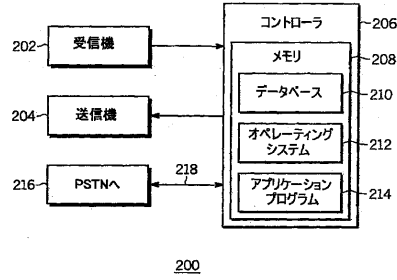 コントローラ
206
メモリ
208
202
受信機
データベース
210
204
送信機
オペレーティング
システム
212
218
216
PSTNへ
アプリケーション
プログラム
214
200